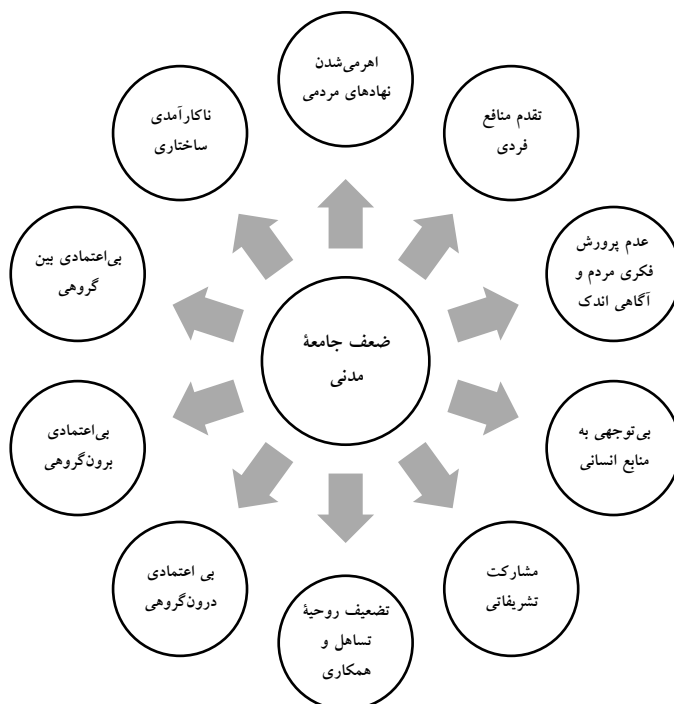 اهرمی‌شدن
نهادهای مردمی
تقدم منافع
فردی
عدم پرورش
فکری مردم و
آگاهی اندک
بی‌توجهی به
منابع انسانی
مشارکت
تشریفاتی
تضعیف روحیهٔ
تساهل و
همکاری
بی اعتمادی
درون‌گروهی
بی‌اعتمادی
برون‌گروهی
بی‌اعتمادی بین
گروهی
ناکارآمدی
ساختاری
ضعف جامعهٔ
مدنی